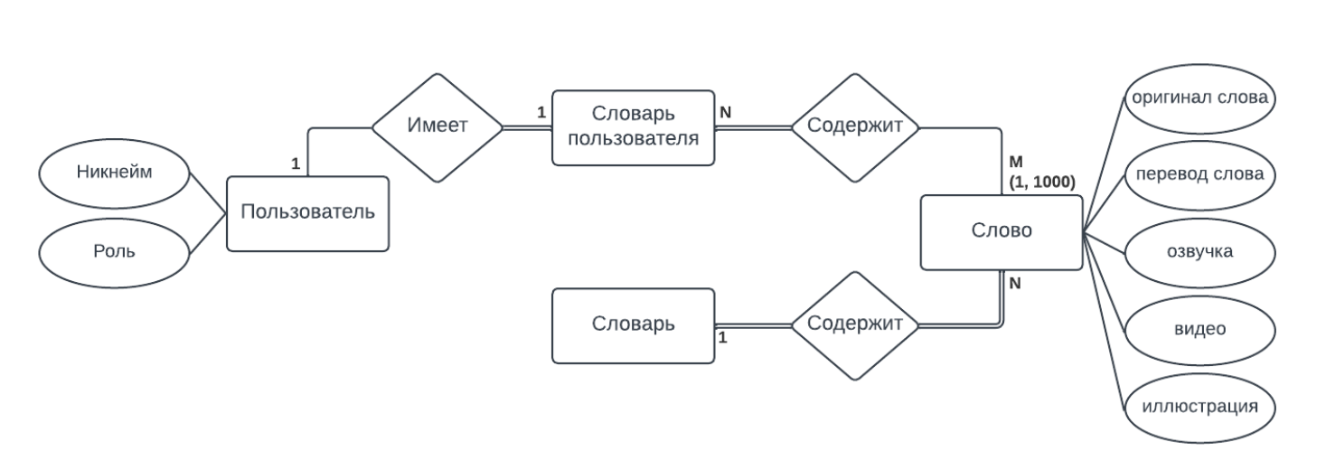 Никнейм
Роль
Пользователь
1
Имеет
1
Словарь
пользователя
N
Содержит
M
(1, 1000)
Слово
N
Словарь
1
Содержит
оригинал слова
перевод слова
озвучка
видео
иллюстрация